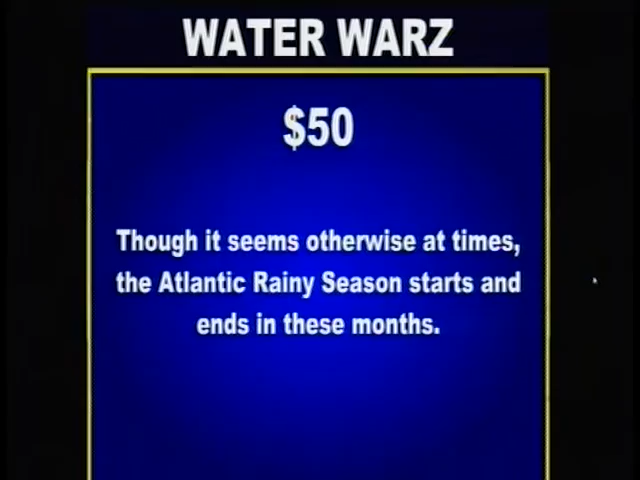 WATER WARZ
$50
Though it seems otherwise at times,
the Atlantic Rainy Season starts and
ends in these months.